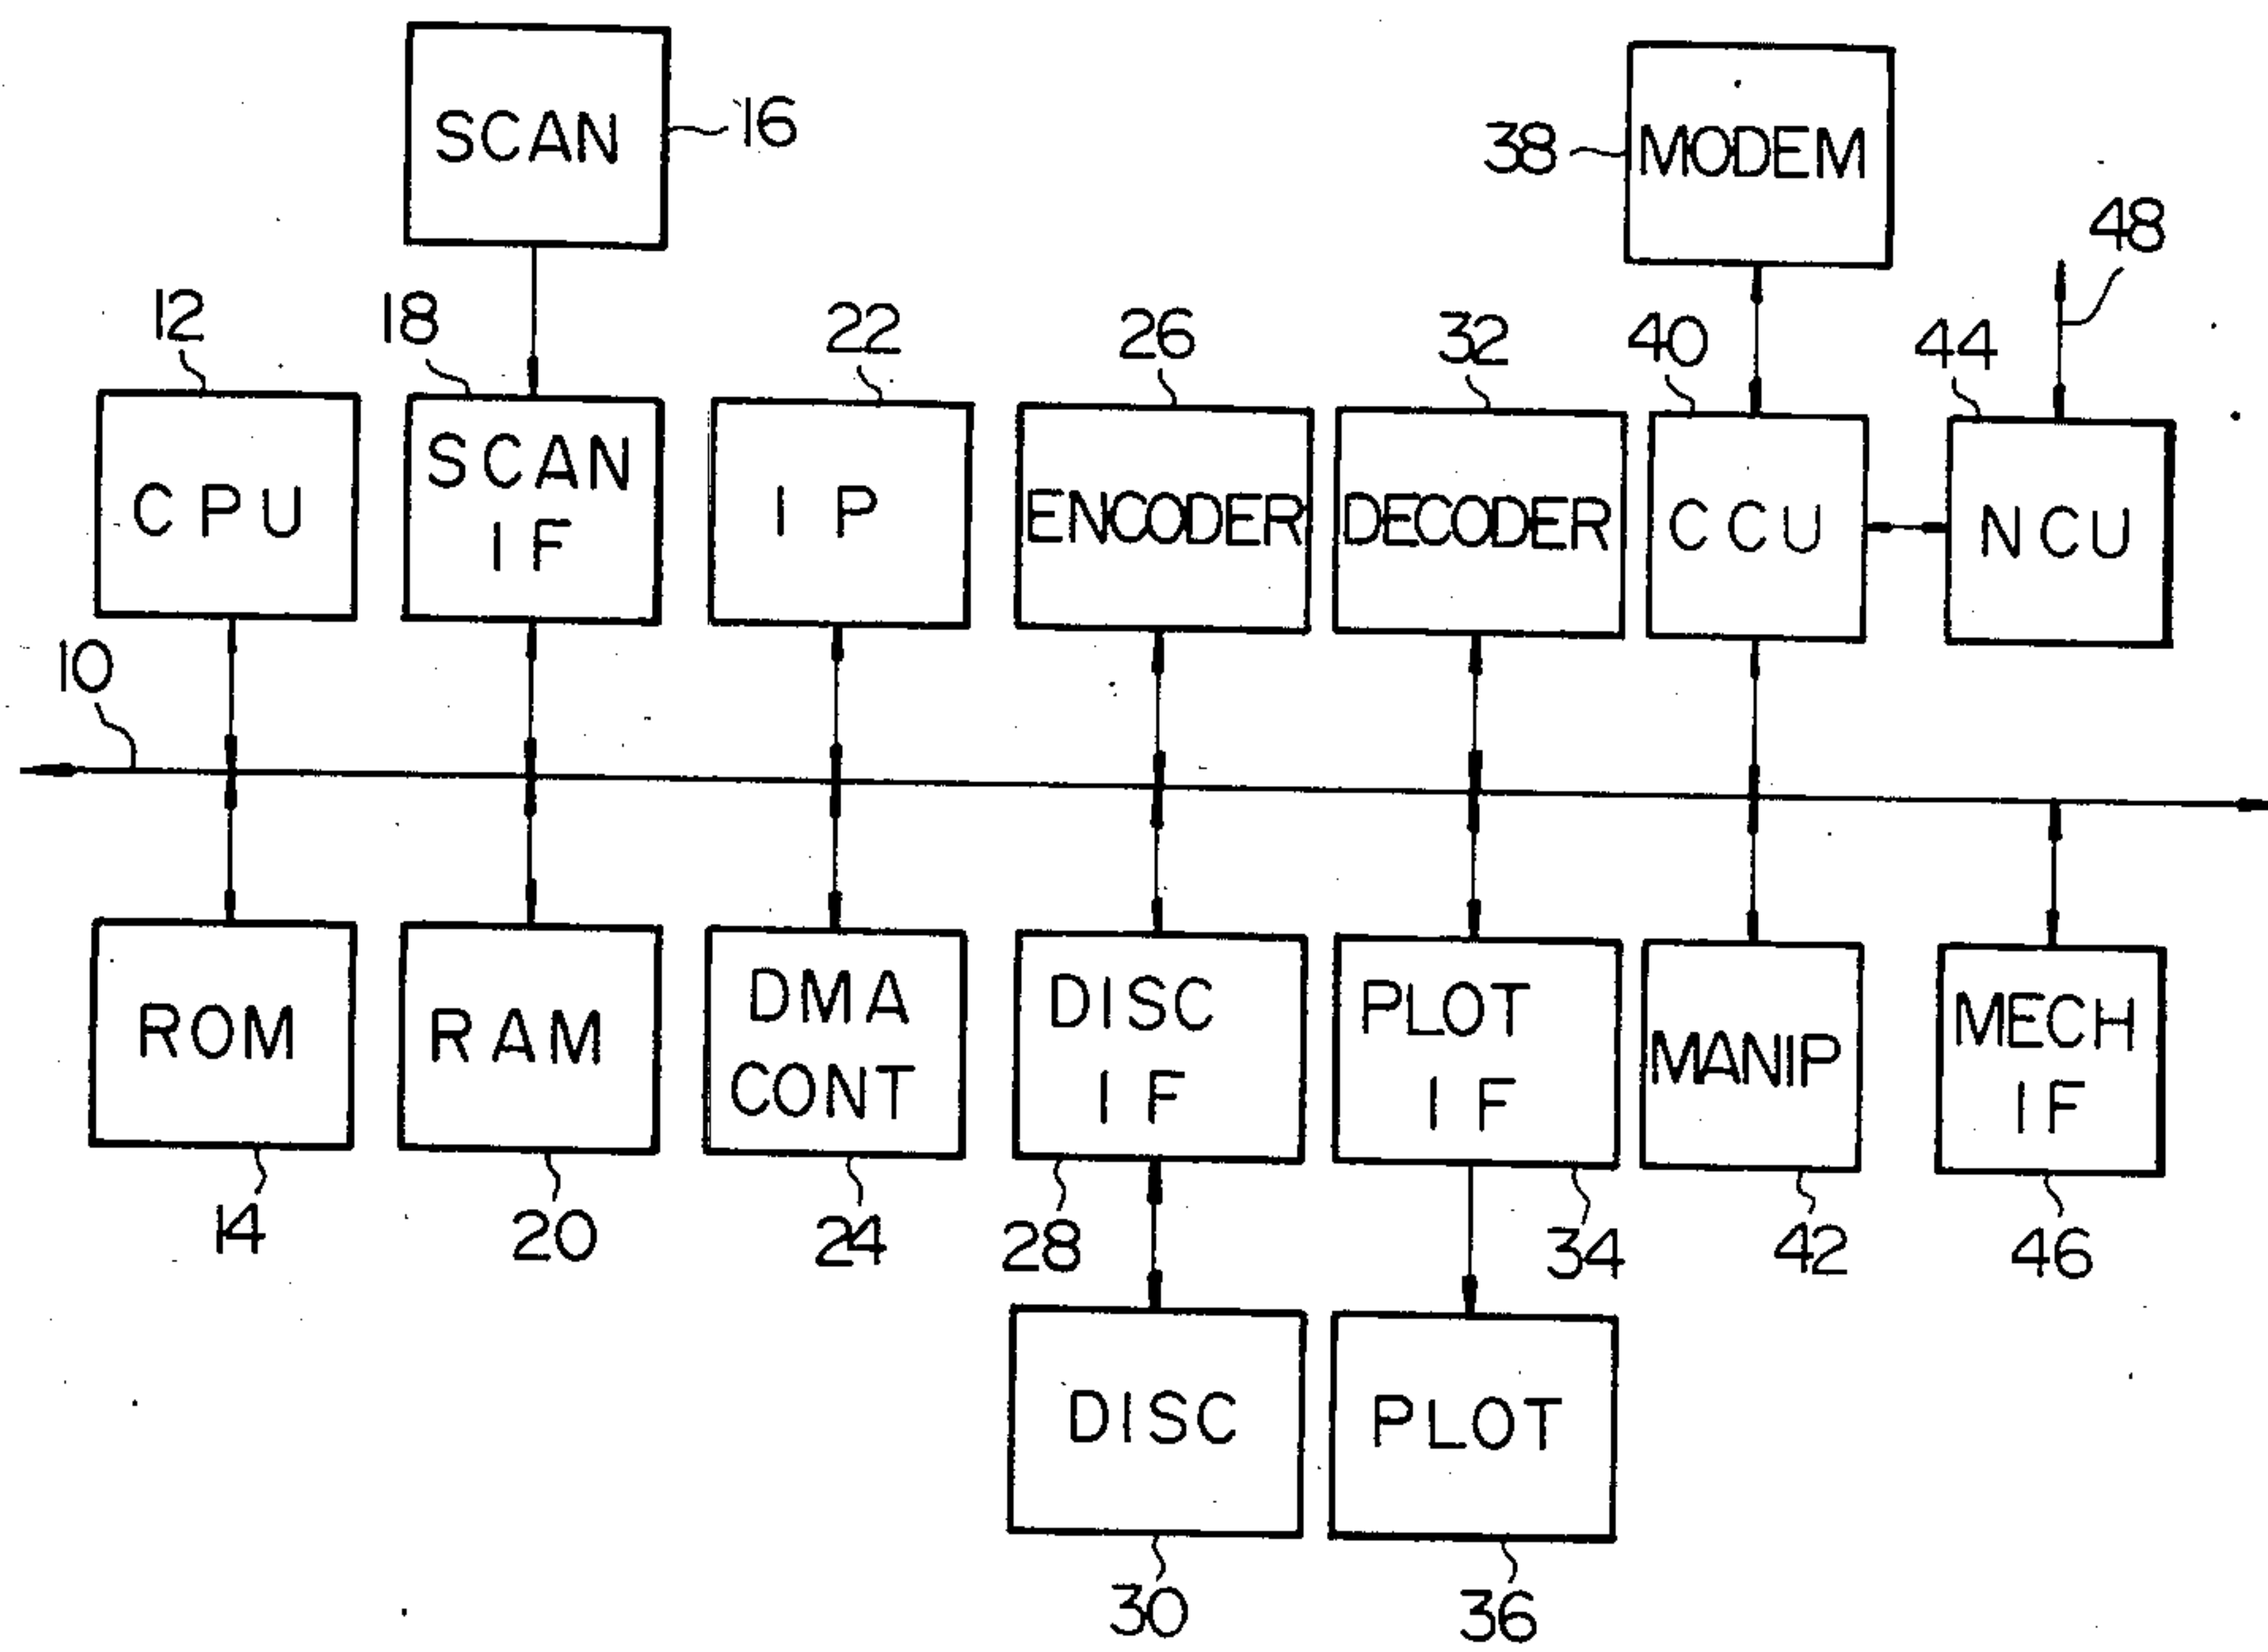 SCAN
16
38
MODEM
48
12
18
22
26
32
40
44
CPU
SCAN
IF
IP
ENCODER
DECODER
CCU
NCU
10
ROM
RAM
DMA
CONT
DISC
IF
PLOT
IF
MANIP
MECH
IF
14
20
24
28
34
42
46
DISC
PLOT
30
36